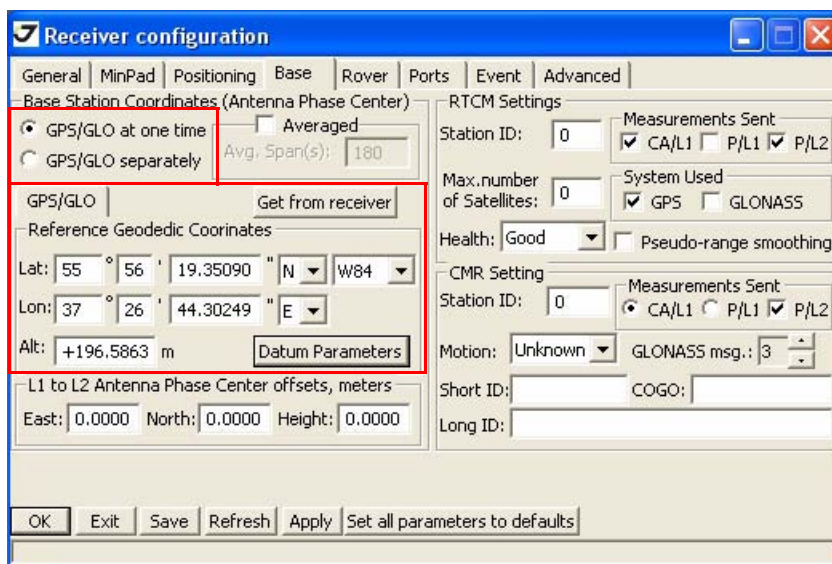 Receiver configuration
General MinPad Positioning Base Rover Ports Event Advanced
Base Station Coordinates (Antenna Phase Center)
GPS/GLO at one time
GPS/GLO separately
Averaged
Avg. Span(s): 180
GPS/GLO
Get from receiver
Reference Geodedic Coorinates
Lat: 55 ° 56 ' 19.35090 " N W84
Lon: 37 ° 26 ' 44.30249 " E
Alt: +196.5863 m Datum Parameters
L1 to L2 Antenna Phase Center offsets, meters
East: 0.0000 North: 0.0000 Height: 0.0000
RTCM Settings
Station ID: 0
Measurements Sent
CA/L1 P/L1 P/L2
Max.number
of Satellites: 0
System Used
GPS GLONASS
Health: Good Pseudo-range smoothing
CMR Setting
Station ID: 0
Measurements Sent
CA/L1 P/L1 P/L2
Motion: Unknown GLONASS msg.: 3
Short ID: COGO:
Long ID:
OK Exit Save Refresh Apply Set all parameters to defaults